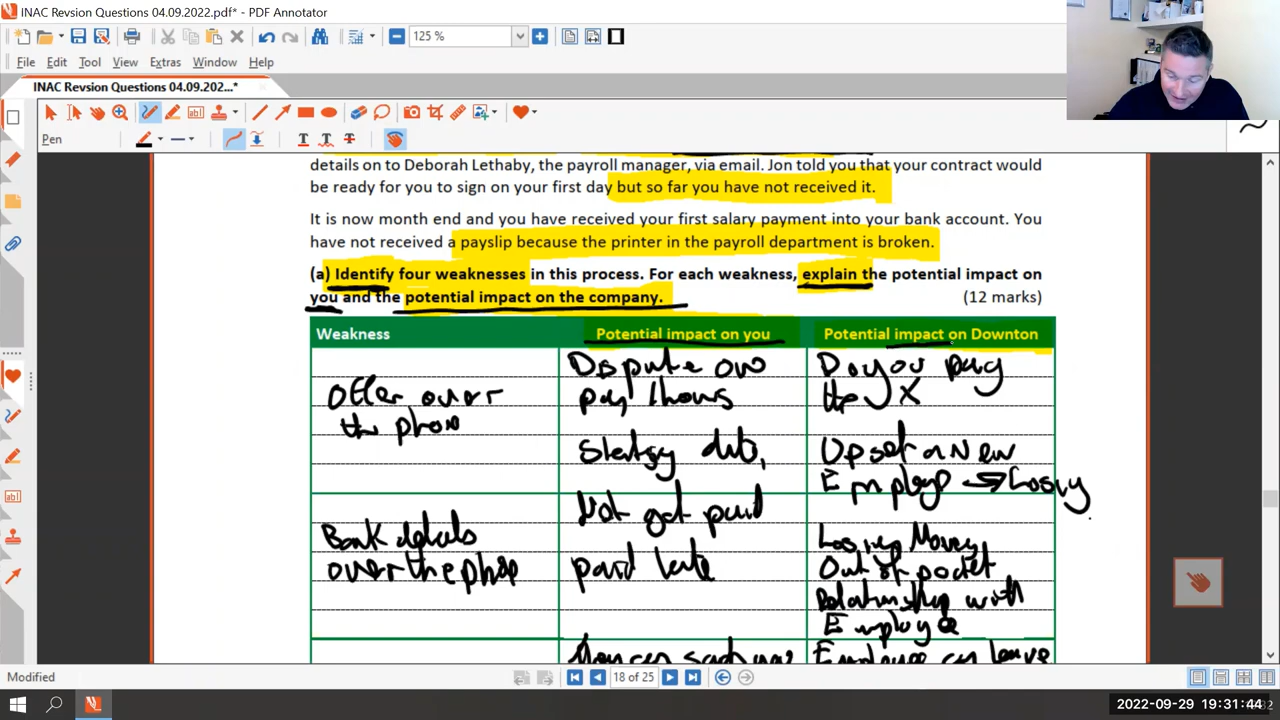 INAC Revision Questions 04.09.2022.pdf* - PDF Annotator
125 %
File Edit Tool View Extras Window Help
INAC Revsion Questions 04.09.202...*
Pen
details on to Deborah Lethaby, the payroll manager, via email. Jon told you that your contract would
be ready for you to sign on your first day but so far you have not received it.
It is now month end and you have received your first salary payment into your bank account. You
have not received a payslip because the printer in the payroll department is broken.
(a) Identify four weaknesses in this process. For each weakness, explain the potential impact on
you and the potential impact on the company. (12 marks)
Weakness Potential impact on you Potential impact on Downton
Offer over
the phone
Dispute ove
pay / hours
Starting date,
Do you pay
the X
Upset a New
Employe → Losing
Bank details
over the phone
Not got paid
paid late
Losing Money
Out of pocket
Relationship with
Employee
Employee can leave
Modified 18 of 25
2022-09-29 19:31:44